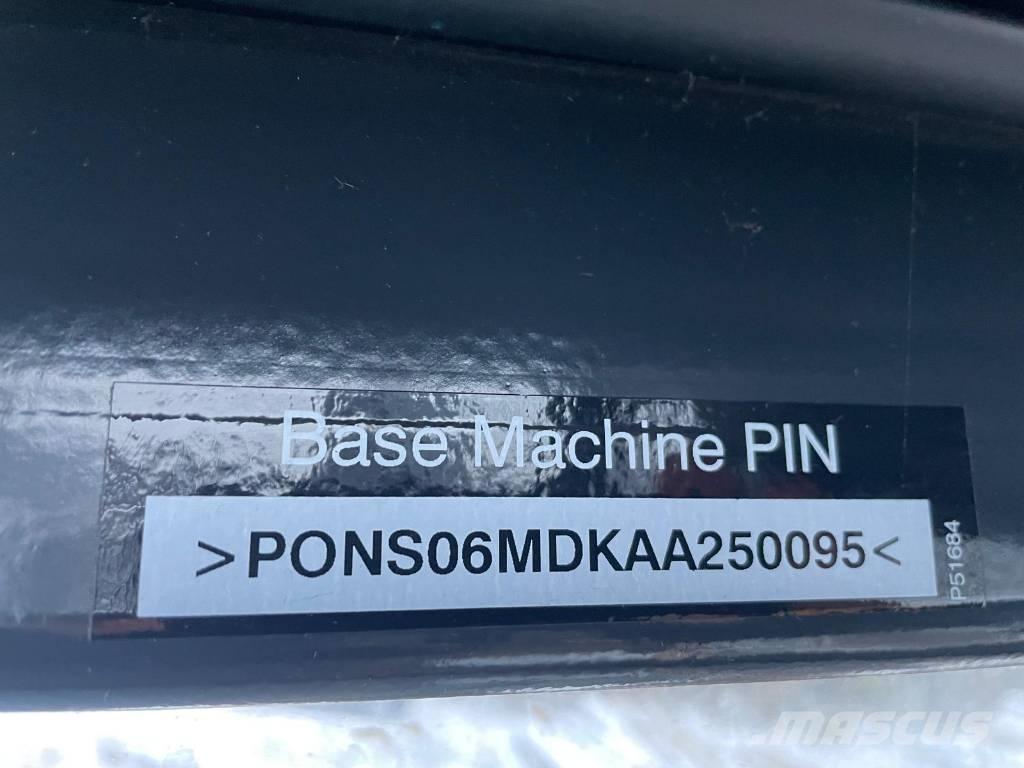 Base Machine PIN
>PONS06MDKAA250095<
P51684
MASCUS